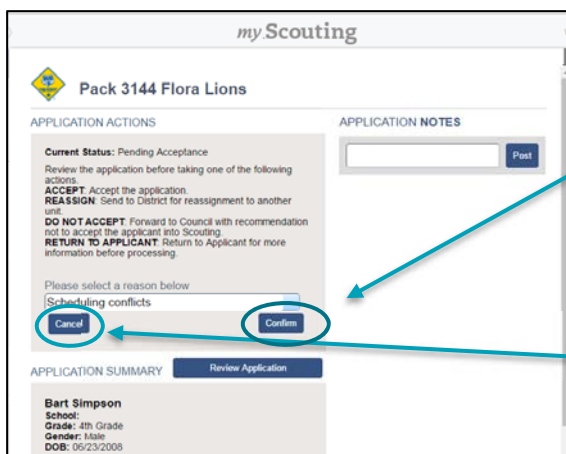 my.Scouting
Pack 3144 Flora Lions
APPLICATION ACTIONS
Current Status: Pending Acceptance
Review the application before taking one of the following
actions.
ACCEPT: Accept the application.
REASSIGN: Send to District for reassignment to another
unit.
DO NOT ACCEPT: Forward to Council with recommendation
not to accept the applicant into Scouting.
RETURN TO APPLICANT: Return to Applicant for more
information before processing.
Please select a reason below
Scheduling conflicts
Cancel Confirm
APPLICATION NOTES
Post
APPLICATION SUMMARY Review Application
Bart Simpson
School:
Grade: 4th Grade
Gender: Male
DOB: 06/23/2008